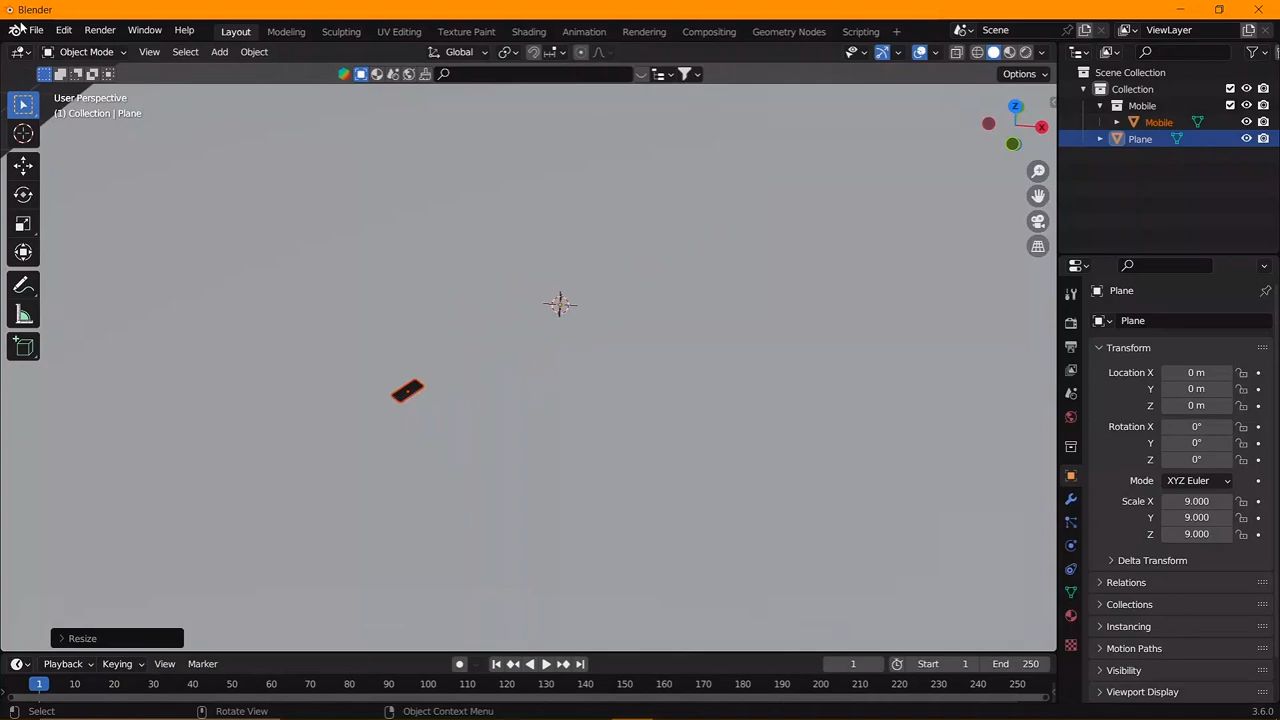 Blender
File Edit Render Window Help Layout Modeling Sculpting UV Editing Texture Paint Shading Animation Rendering Compositing Geometry Nodes Scripting + Scene ViewLayer
Object Mode View Select Add Object Global
Options
User Perspective
(1) Collection | Plane
Z
X
Scene Collection
Collection
Mobile
Mobile
Plane
Plane
Plane
Transform
Location X 0 m
Y 0 m
Z 0 m
Rotation X 0°
Y 0°
Z 0°
Mode XYZ Euler
Scale X 9.000
Y 9.000
Z 9.000
Delta Transform
Relations
Collections
Instancing
Motion Paths
Visibility
Viewport Display
Resize
Playback Keying View Marker 1 Start 1 End 250
1 10 20 30 40 50 60 70 80 90 100 110 120 130 140 150 160 170 180 190 200 210 220 230 240 250
Select Rotate View Object Context Menu 3.6.0